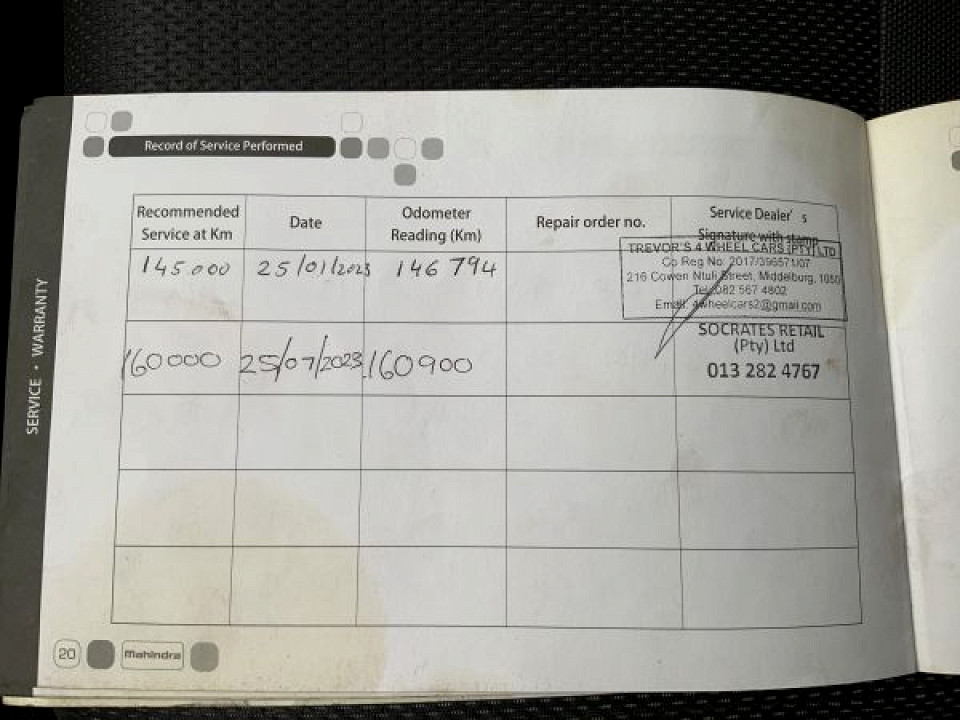 Record of Service Performed
Recommended Service at Km
Date
Odometer Reading (Km)
Repair order no.
Service Dealer's Signature with stamp
145.000 25/01/2023 146 794
TREVOR'S 4 WHEEL CARS (PTY) LTD
Co Reg No: 2017/396571/07
216 Cowen Ntuli Street, Middelburg, 1050
Tel: 082 567 4802
Email: 4wheelcars2@gmail.com
160000 25/07/2023 160900
SOCRATES RETAIL
(Pty) Ltd
013 282 4767
SERVICE • WARRANTY
20 Mahindra